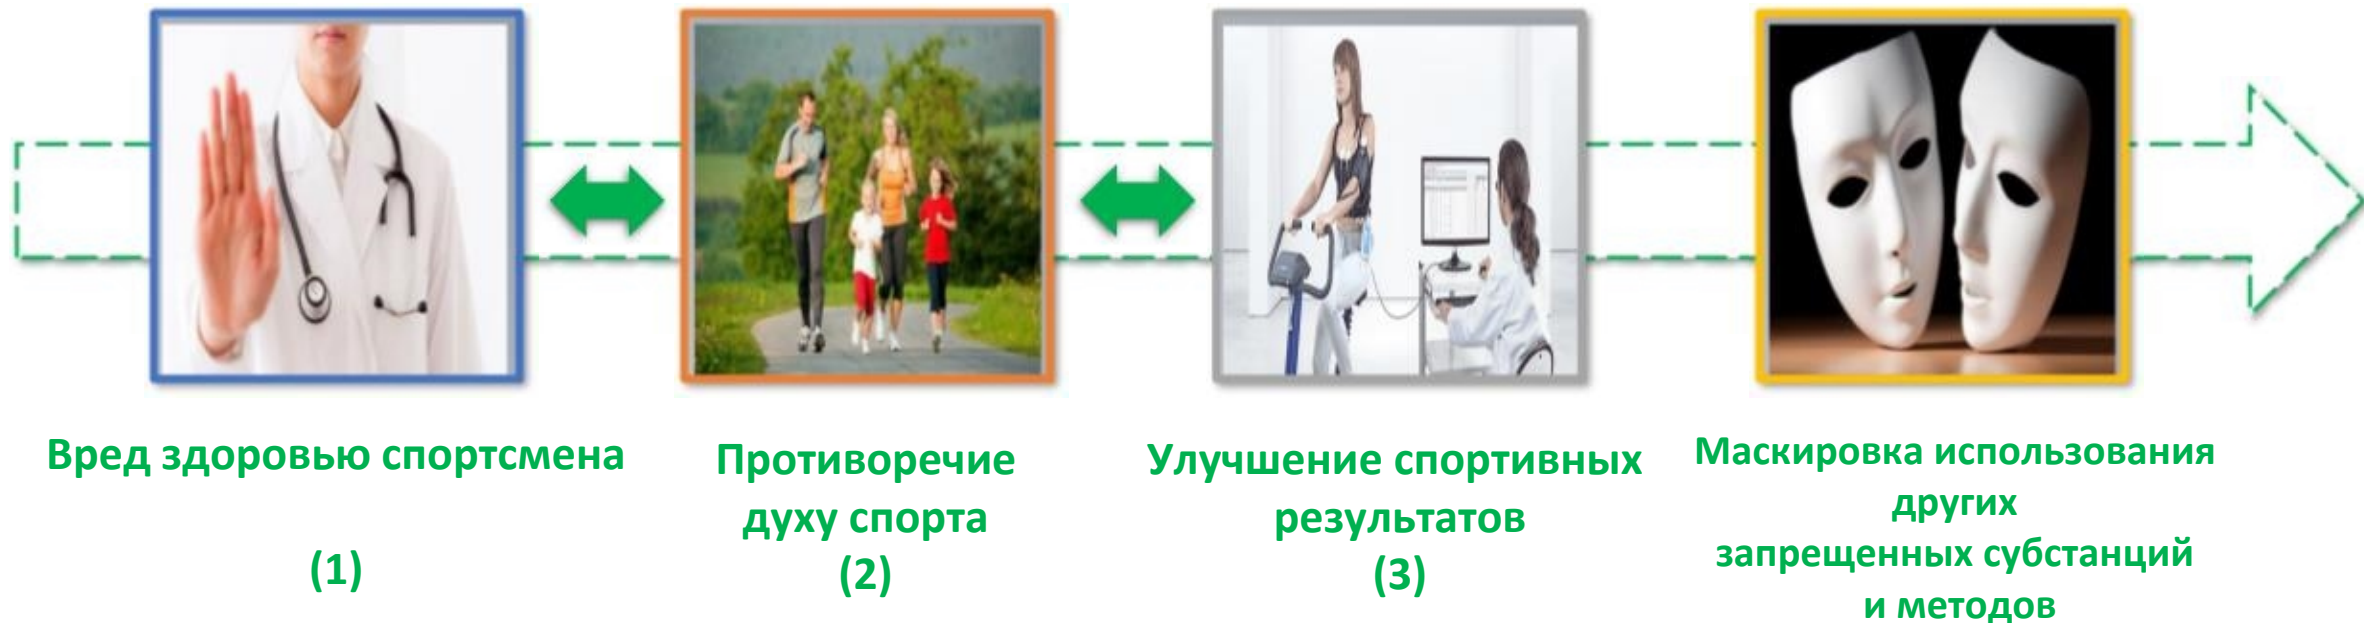 Вред здоровью спортсмена
(1)
Противоречие
духу спорта
(2)
Улучшение спортивных
результатов
(3)
Маскировка использования
других
запрещенных субстанций
и методов